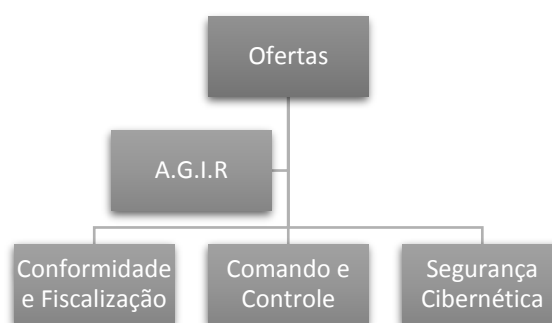 Ofertas
A.G.I.R
Conformidade
e Fiscalização
Comando e
Controle
Segurança
Cibernética